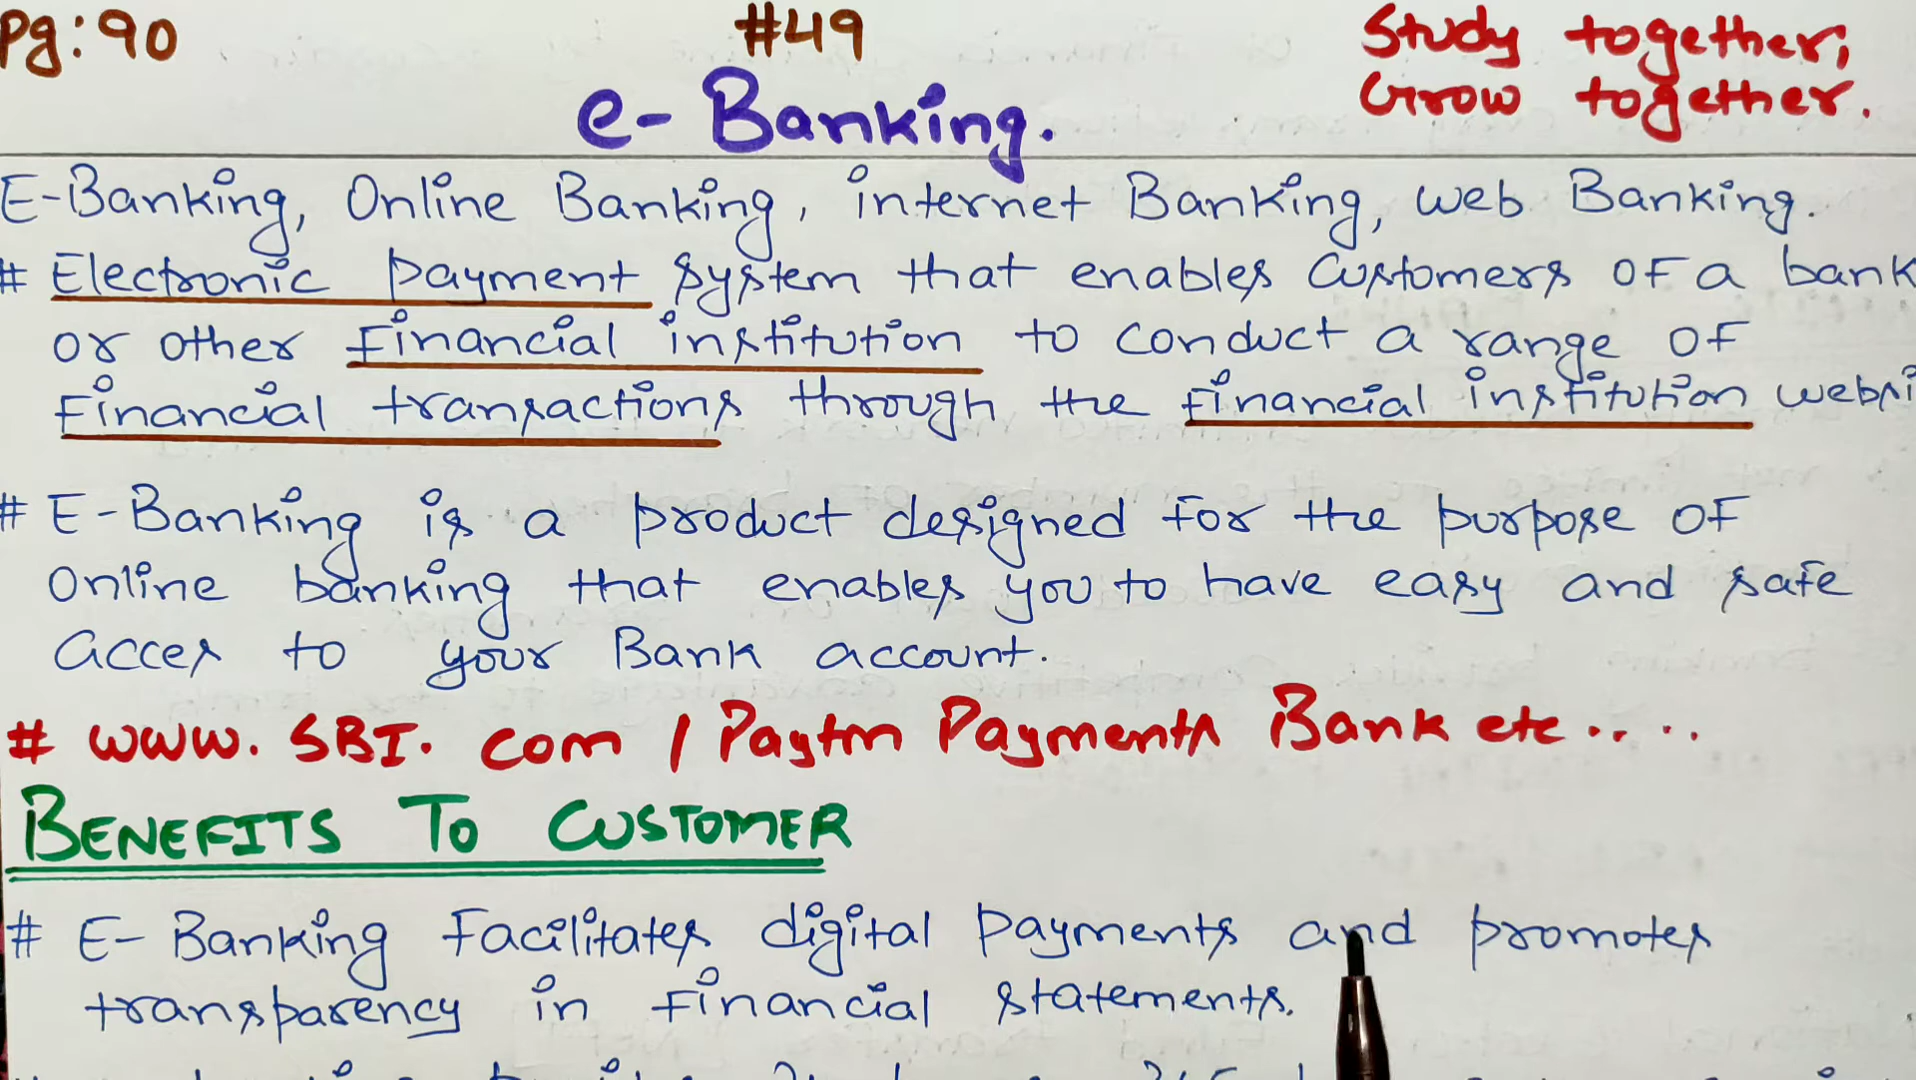 Pg: 90
#49
Study together,
Grow together.
e-Banking.
E-Banking, Online Banking, internet Banking, web Banking.
# Electronic payment system that enables customers of a bank
or other financial institution to conduct a range of
financial transactions through the financial institution websi
# E-Banking is a product designed for the purpose of
Online banking that enables you to have easy and safe
acces to your Bank account.
# www.SBI.com / Paytm Payments Bank etc.....
BENEFITS TO CUSTOMER
# E-Banking facilitates digital payments and promotes
transparency in financial statements.